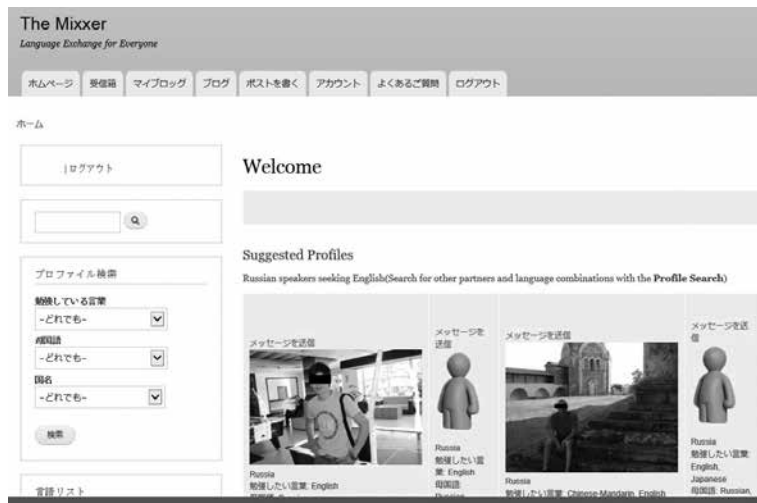 The Mixxer
Language Exchange for Everyone
ホムページ 受信箱 マイブロッグ ブログ ポストを書く アカウント よくあるご質問 ログアウト
ホーム
| ログアウト
プロファイル検索
勉強している言葉
-どれでも-
母国語
-どれでも-
国名
-どれでも-
検索
言語リスト
Welcome
Suggested Profiles
Russian speakers seeking English(Search for other partners and language combinations with the Profile Search)
メッセージを送信
Russia
勉強したい言葉: English
メッセージを
送信
Russia
勉強したい言
葉: English
母国語:
Russian
メッセージを送信
Russia
勉強したい言葉: Chinese-Mandarin, English
メッセージを送
信
Russia
勉強したい言葉:
English,
Japanese
母国語: Russian,